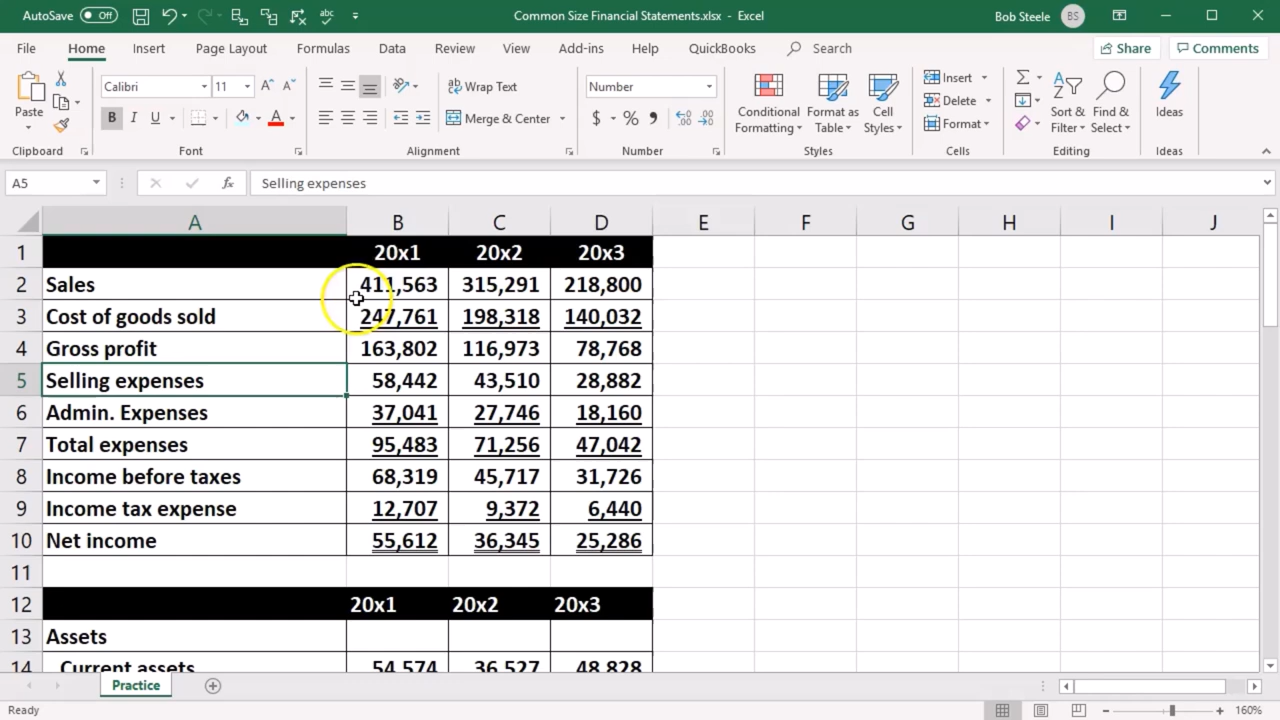 AutoSave Off Common Size Financial Statements.xlsx - Excel Bob Steele BS
File Home Insert Page Layout Formulas Data Review View Add-ins Help QuickBooks Search Share Comments
Paste Calibri 11 Wrap Text Number Conditional Formatting Format as Table Cell Styles Insert Delete Format Sort & Filter Find & Select Ideas
B I U Merge & Center $ %
Clipboard Font Alignment Number Styles Cells Editing Ideas
A5 fx Selling expenses
A B C D E F G H I J
1 20x1 20x2 20x3
2 Sales 411,563 315,291 218,800
3 Cost of goods sold 247,761 198,318 140,032
4 Gross profit 163,802 116,973 78,768
5 Selling expenses 58,442 43,510 28,882
6 Admin. Expenses 37,041 27,746 18,160
7 Total expenses 95,483 71,256 47,042
8 Income before taxes 68,319 45,717 31,726
9 Income tax expense 12,707 9,372 6,440
10 Net income 55,612 36,345 25,286
11
12 20x1 20x2 20x3
13 Assets
14 Current assets 54,574 36,527 48,828
Practice
Ready 160%